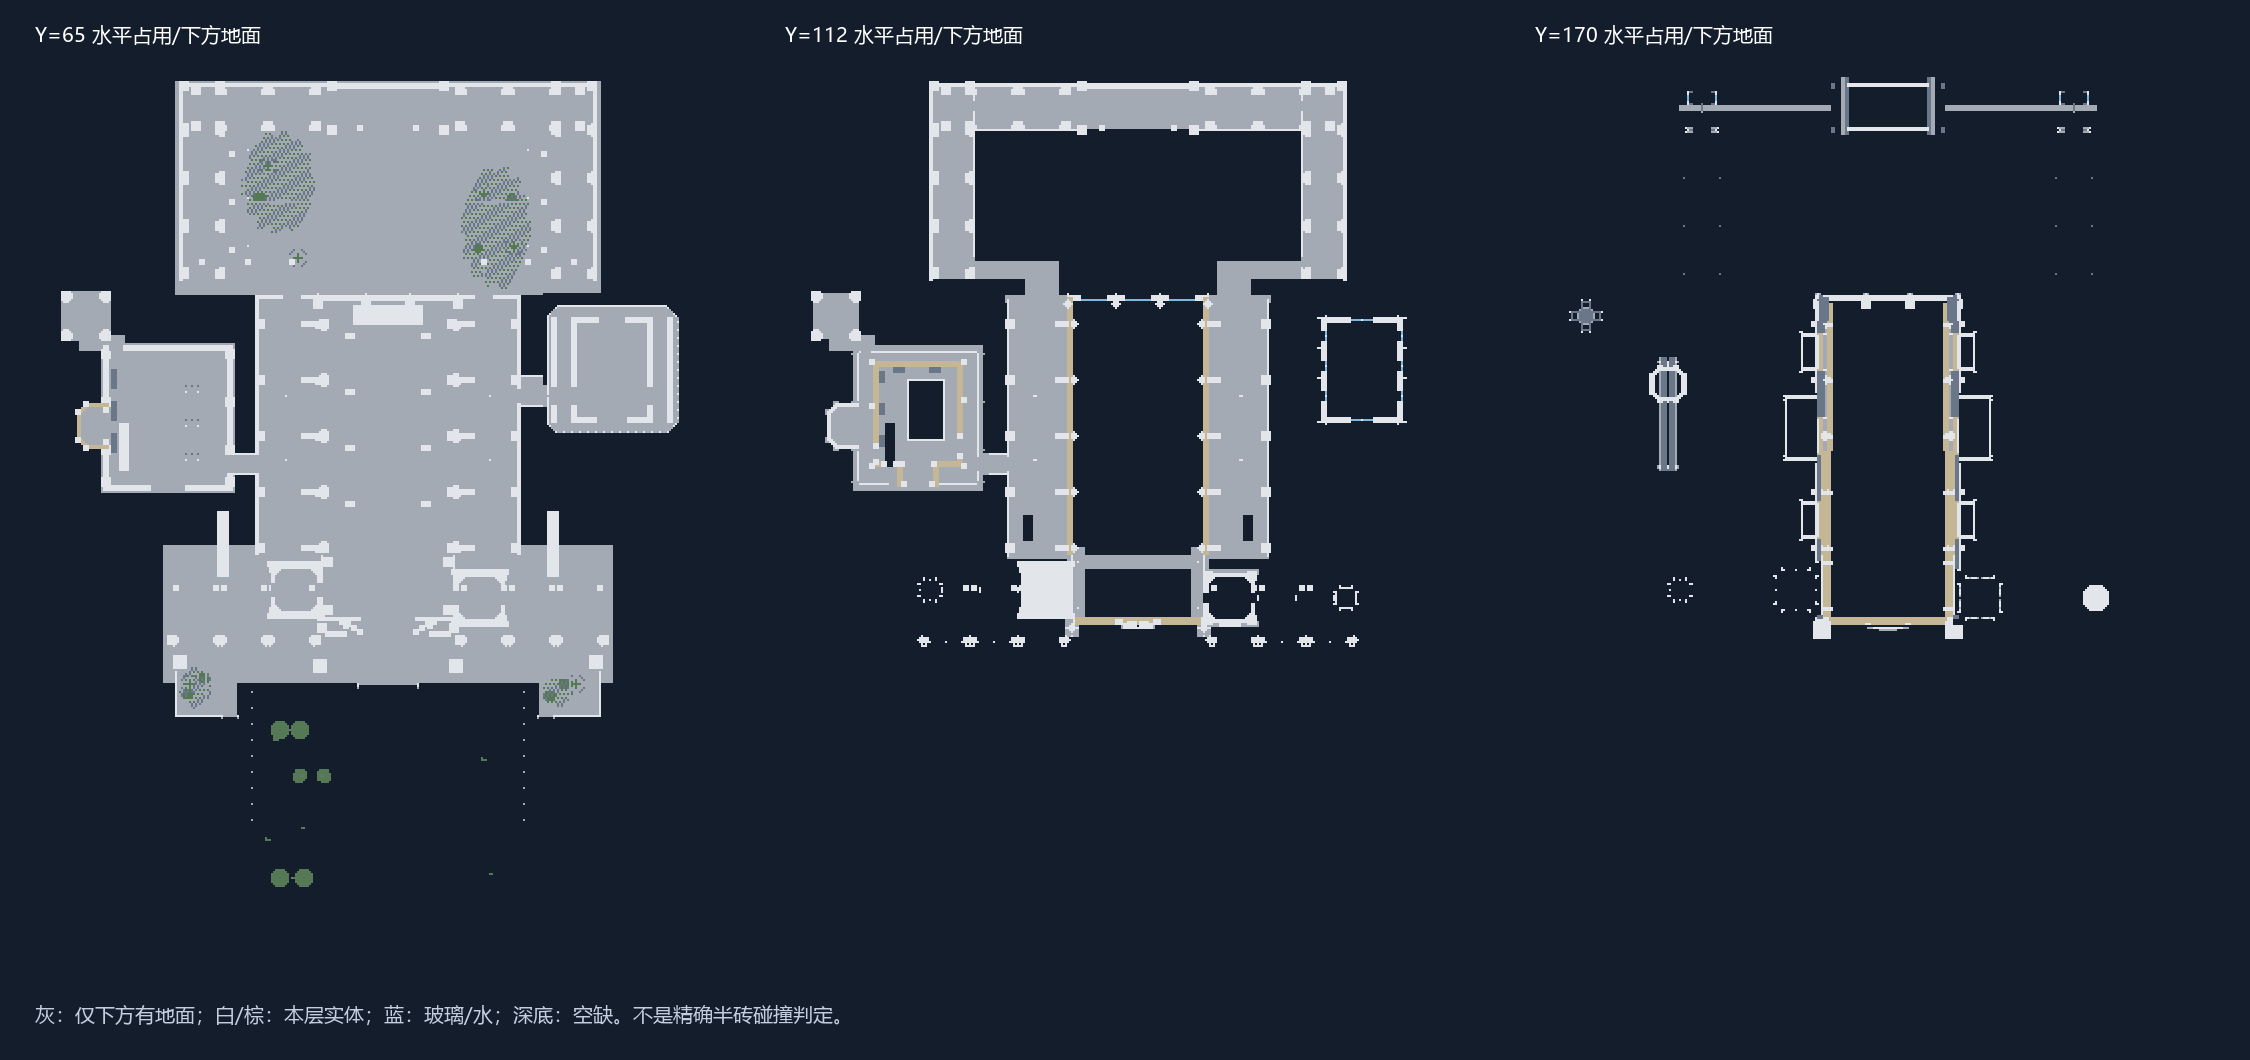 Y=65 水平占用/下方地面
Y=112 水平占用/下方地面
Y=170 水平占用/下方地面
灰：仅下方有地面；白/棕：本层实体；蓝：玻璃/水；深底：空缺。不是精确半砖碰撞判定。